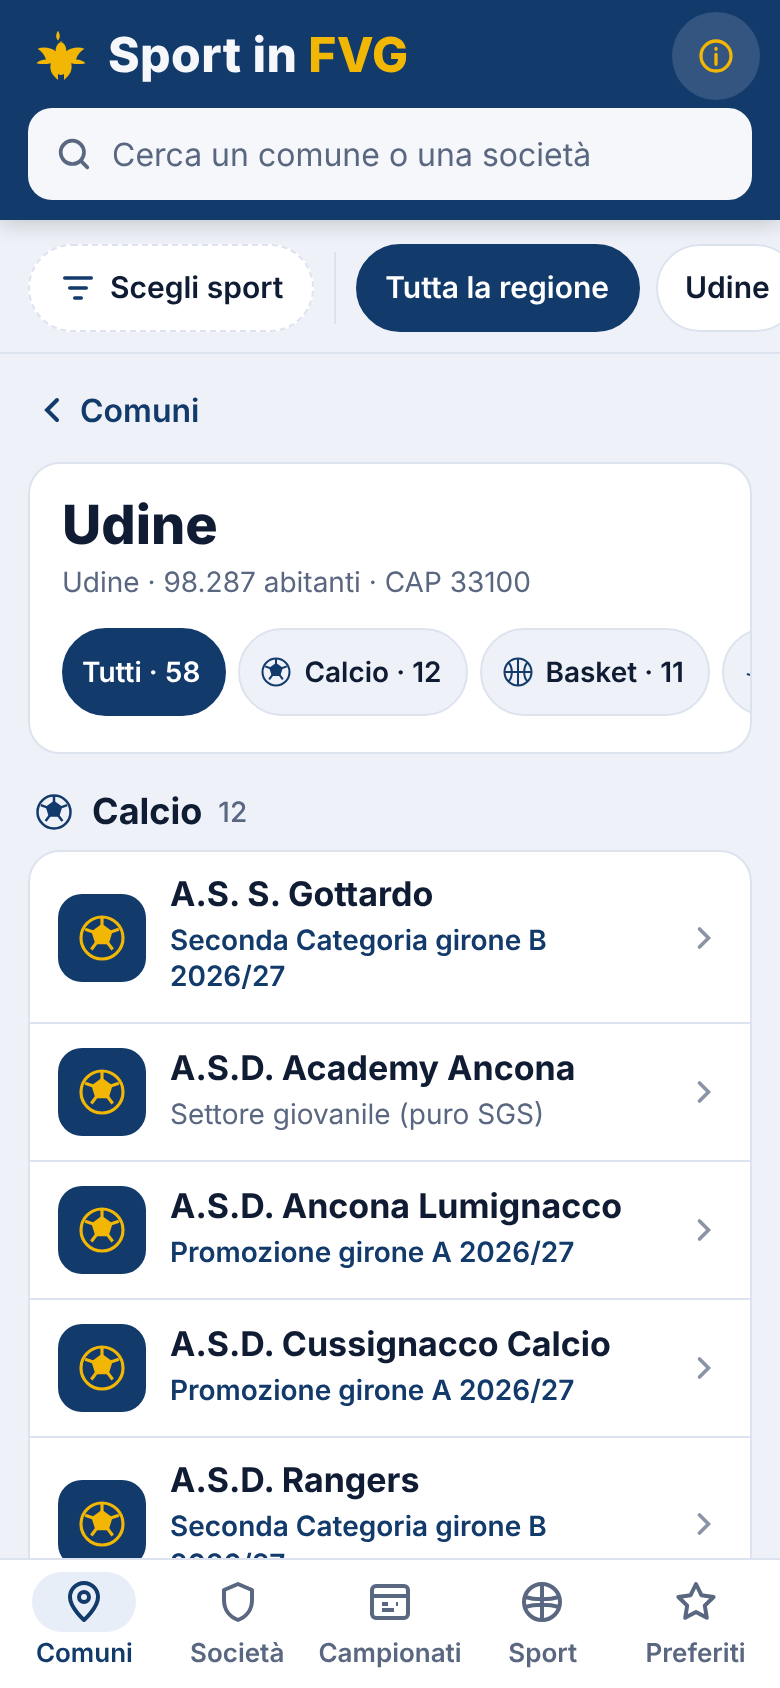 Sport in FVG
Cerca un comune o una società
Scegli sport
Tutta la regione
Udine
Comuni
Udine
Udine · 98.287 abitanti · CAP 33100
Tutti · 58
Calcio · 12
Basket · 11
Calcio 12
A.S. S. Gottardo
Seconda Categoria girone B
2026/27
A.S.D. Academy Ancona
Settore giovanile (puro SGS)
A.S.D. Ancona Lumignacco
Promozione girone A 2026/27
A.S.D. Cussignacco Calcio
Promozione girone A 2026/27
A.S.D. Rangers
Seconda Categoria girone B
Comuni
Società
Campionati
Sport
Preferiti